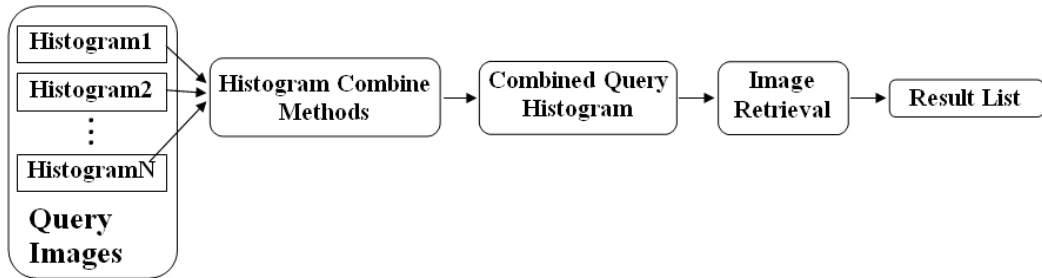 Histogram1
Histogram2
HistogramN
Query
Images
Histogram Combine
Methods
Combined Query
Histogram
Image
Retrieval
Result List